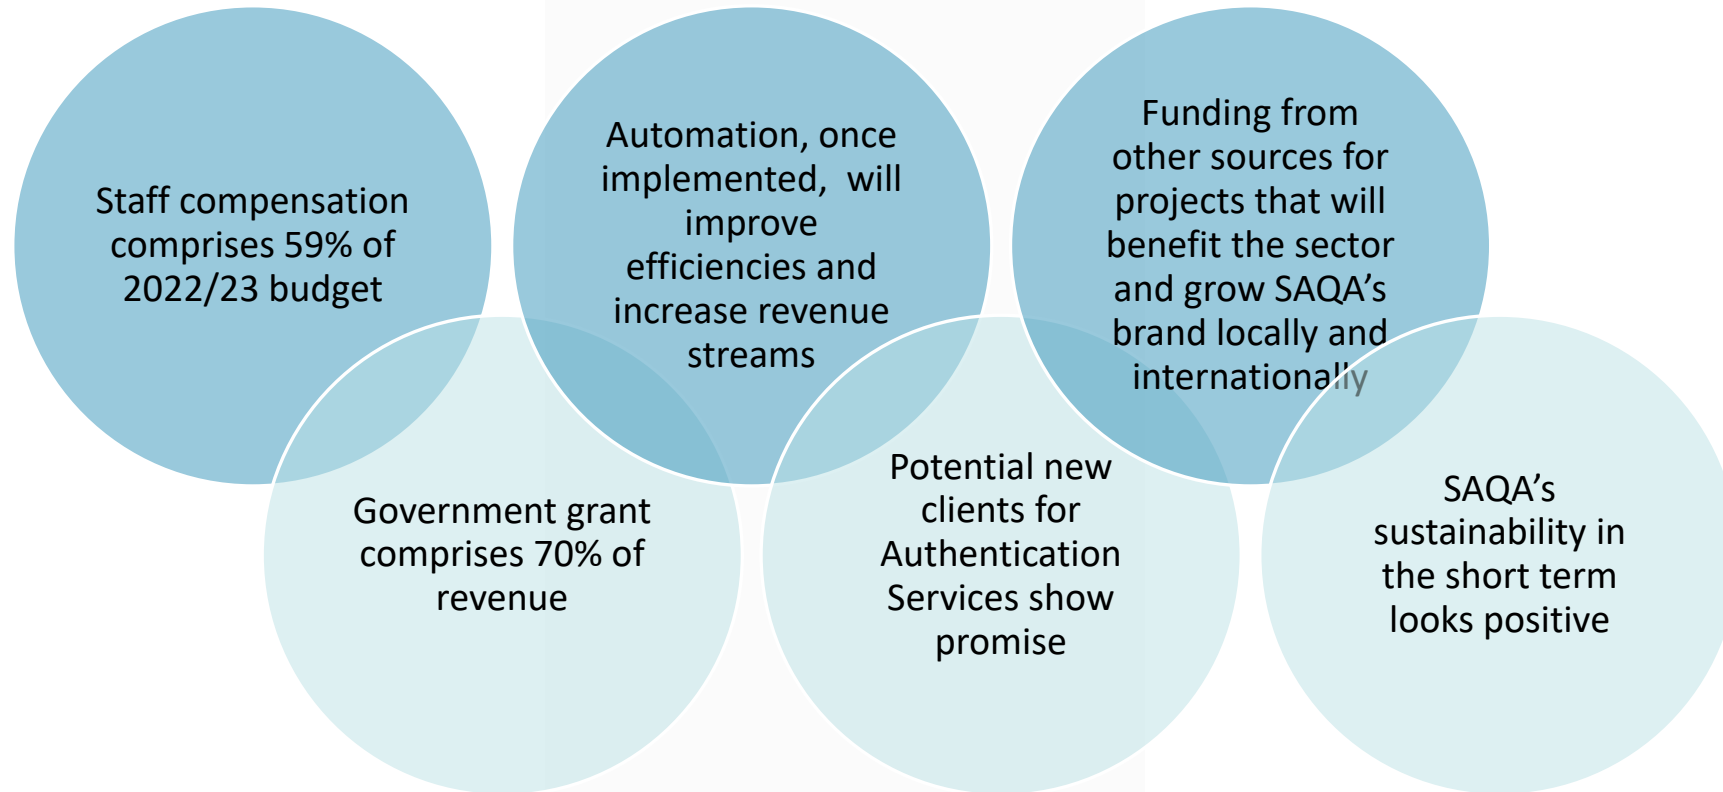 Staff compensation
comprises 59% of
2022/23 budget
Government grant
comprises 70% of
revenue
Automation, once
implemented,  will
improve
efficiencies and
increase revenue
streams
Potential new
clients for
Authentication
Services show
promise
Funding from
other sources for
projects that will
benefit the sector
and grow SAQA’s
brand locally and
internationally
SAQA’s
sustainability in
the short term
looks positive